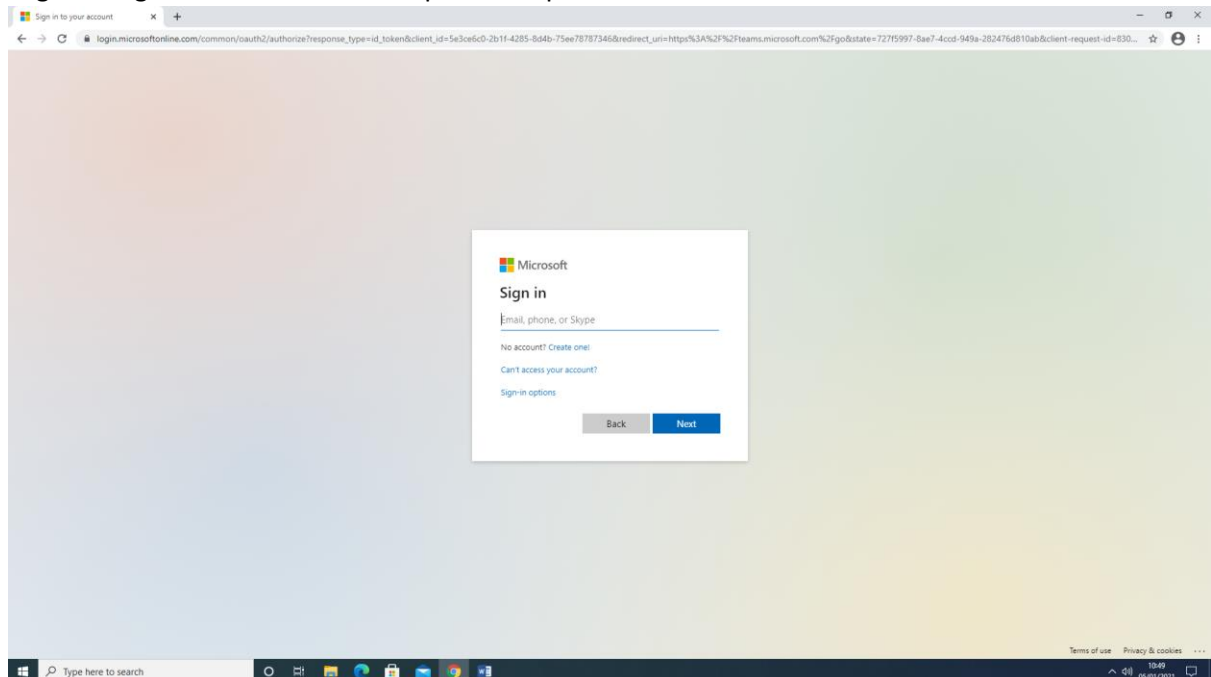 Sign in to your account
login.microsoftonline.com/common/oauth2/authorize?response_type=id_token&client_id=5e3ce6c0-2b1f-4285-8d4b-75ee78787346&redirect_uri=https%3A%2F%2Fteams.microsoft.com%2Fgo&state=727f5997-8ae7-4ccd-949a-282476d810ab&client-request-id=830...
Microsoft
Sign in
Email, phone, or Skype
No account? Create one!
Can't access your account?
Sign-in options
Back Next
Terms of use Privacy & cookies ...
Type here to search
10:49
05/01/2021